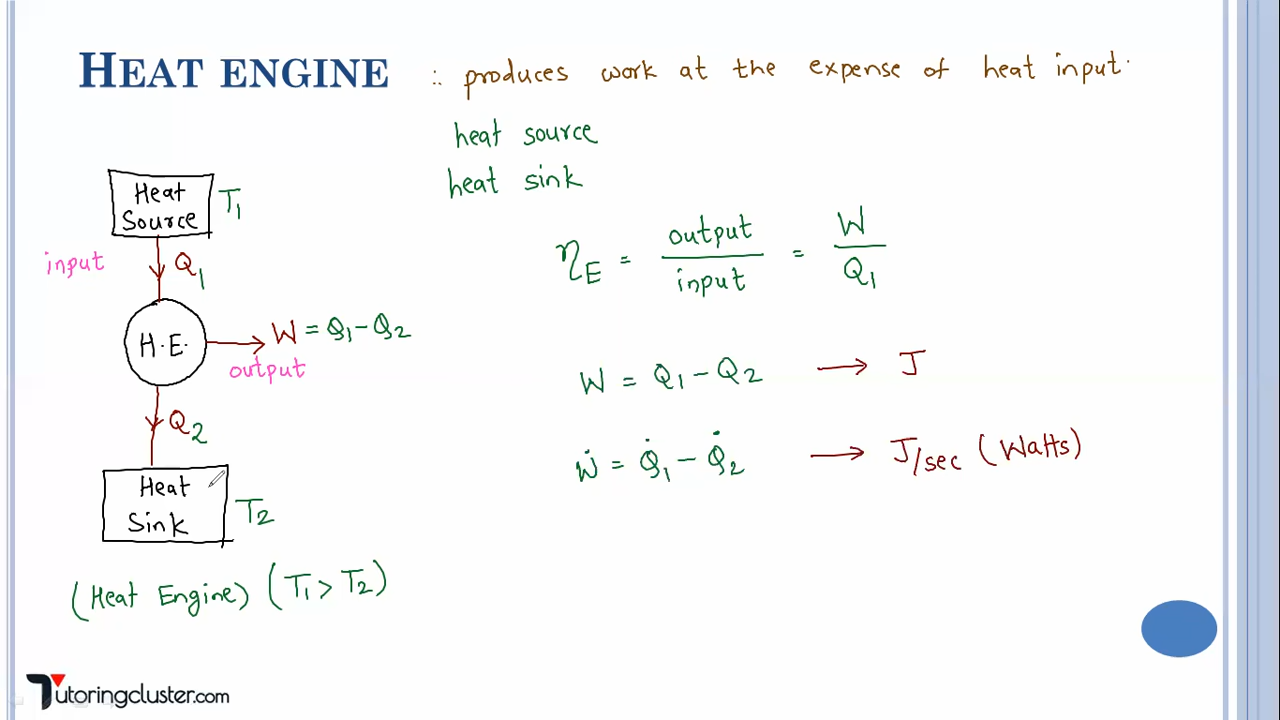 HEAT ENGINE : produces work at the expense of heat input.
heat source
heat sink
Heat
Source
T1
input
Q1
H.E.
W = Q1 - Q2
output
Q2
Heat
Sink
T2
(Heat Engine) (T1 > T2)
ηE = output/input = W/Q1
W = Q1 - Q2 → J
Ẇ = Q̇1 - Q̇2 → J/sec (Watts)
Tutoringcluster.com